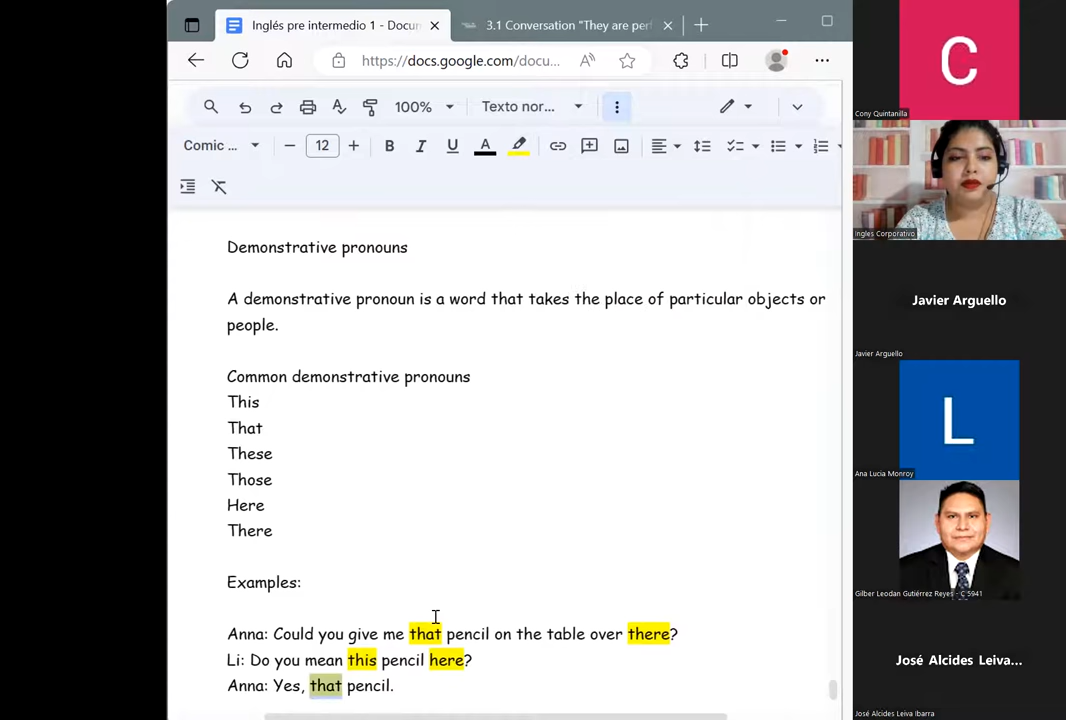 Inglés pre intermedio 1 - Docun
3.1 Conversation "They are per
https://docs.google.com/docu...
100%
Texto nor...
Comic ...
12
B
I
U
A
Demonstrative pronouns
A demonstrative pronoun is a word that takes the place of particular objects or
people.
Common demonstrative pronouns
This
That
These
Those
Here
There
Examples:
Anna: Could you give me that pencil on the table over there?
Li: Do you mean this pencil here?
Anna: Yes, that pencil.
C
Cony Quintanilla
Ingles Corporativo
Javier Arguello
Javier Arguello
L
Ana Lucia Monroy
Gilber Leodan Gutiérrez Reyes - C 5941
José Alcides Leiva...
José Alcides Leiva Ibarra